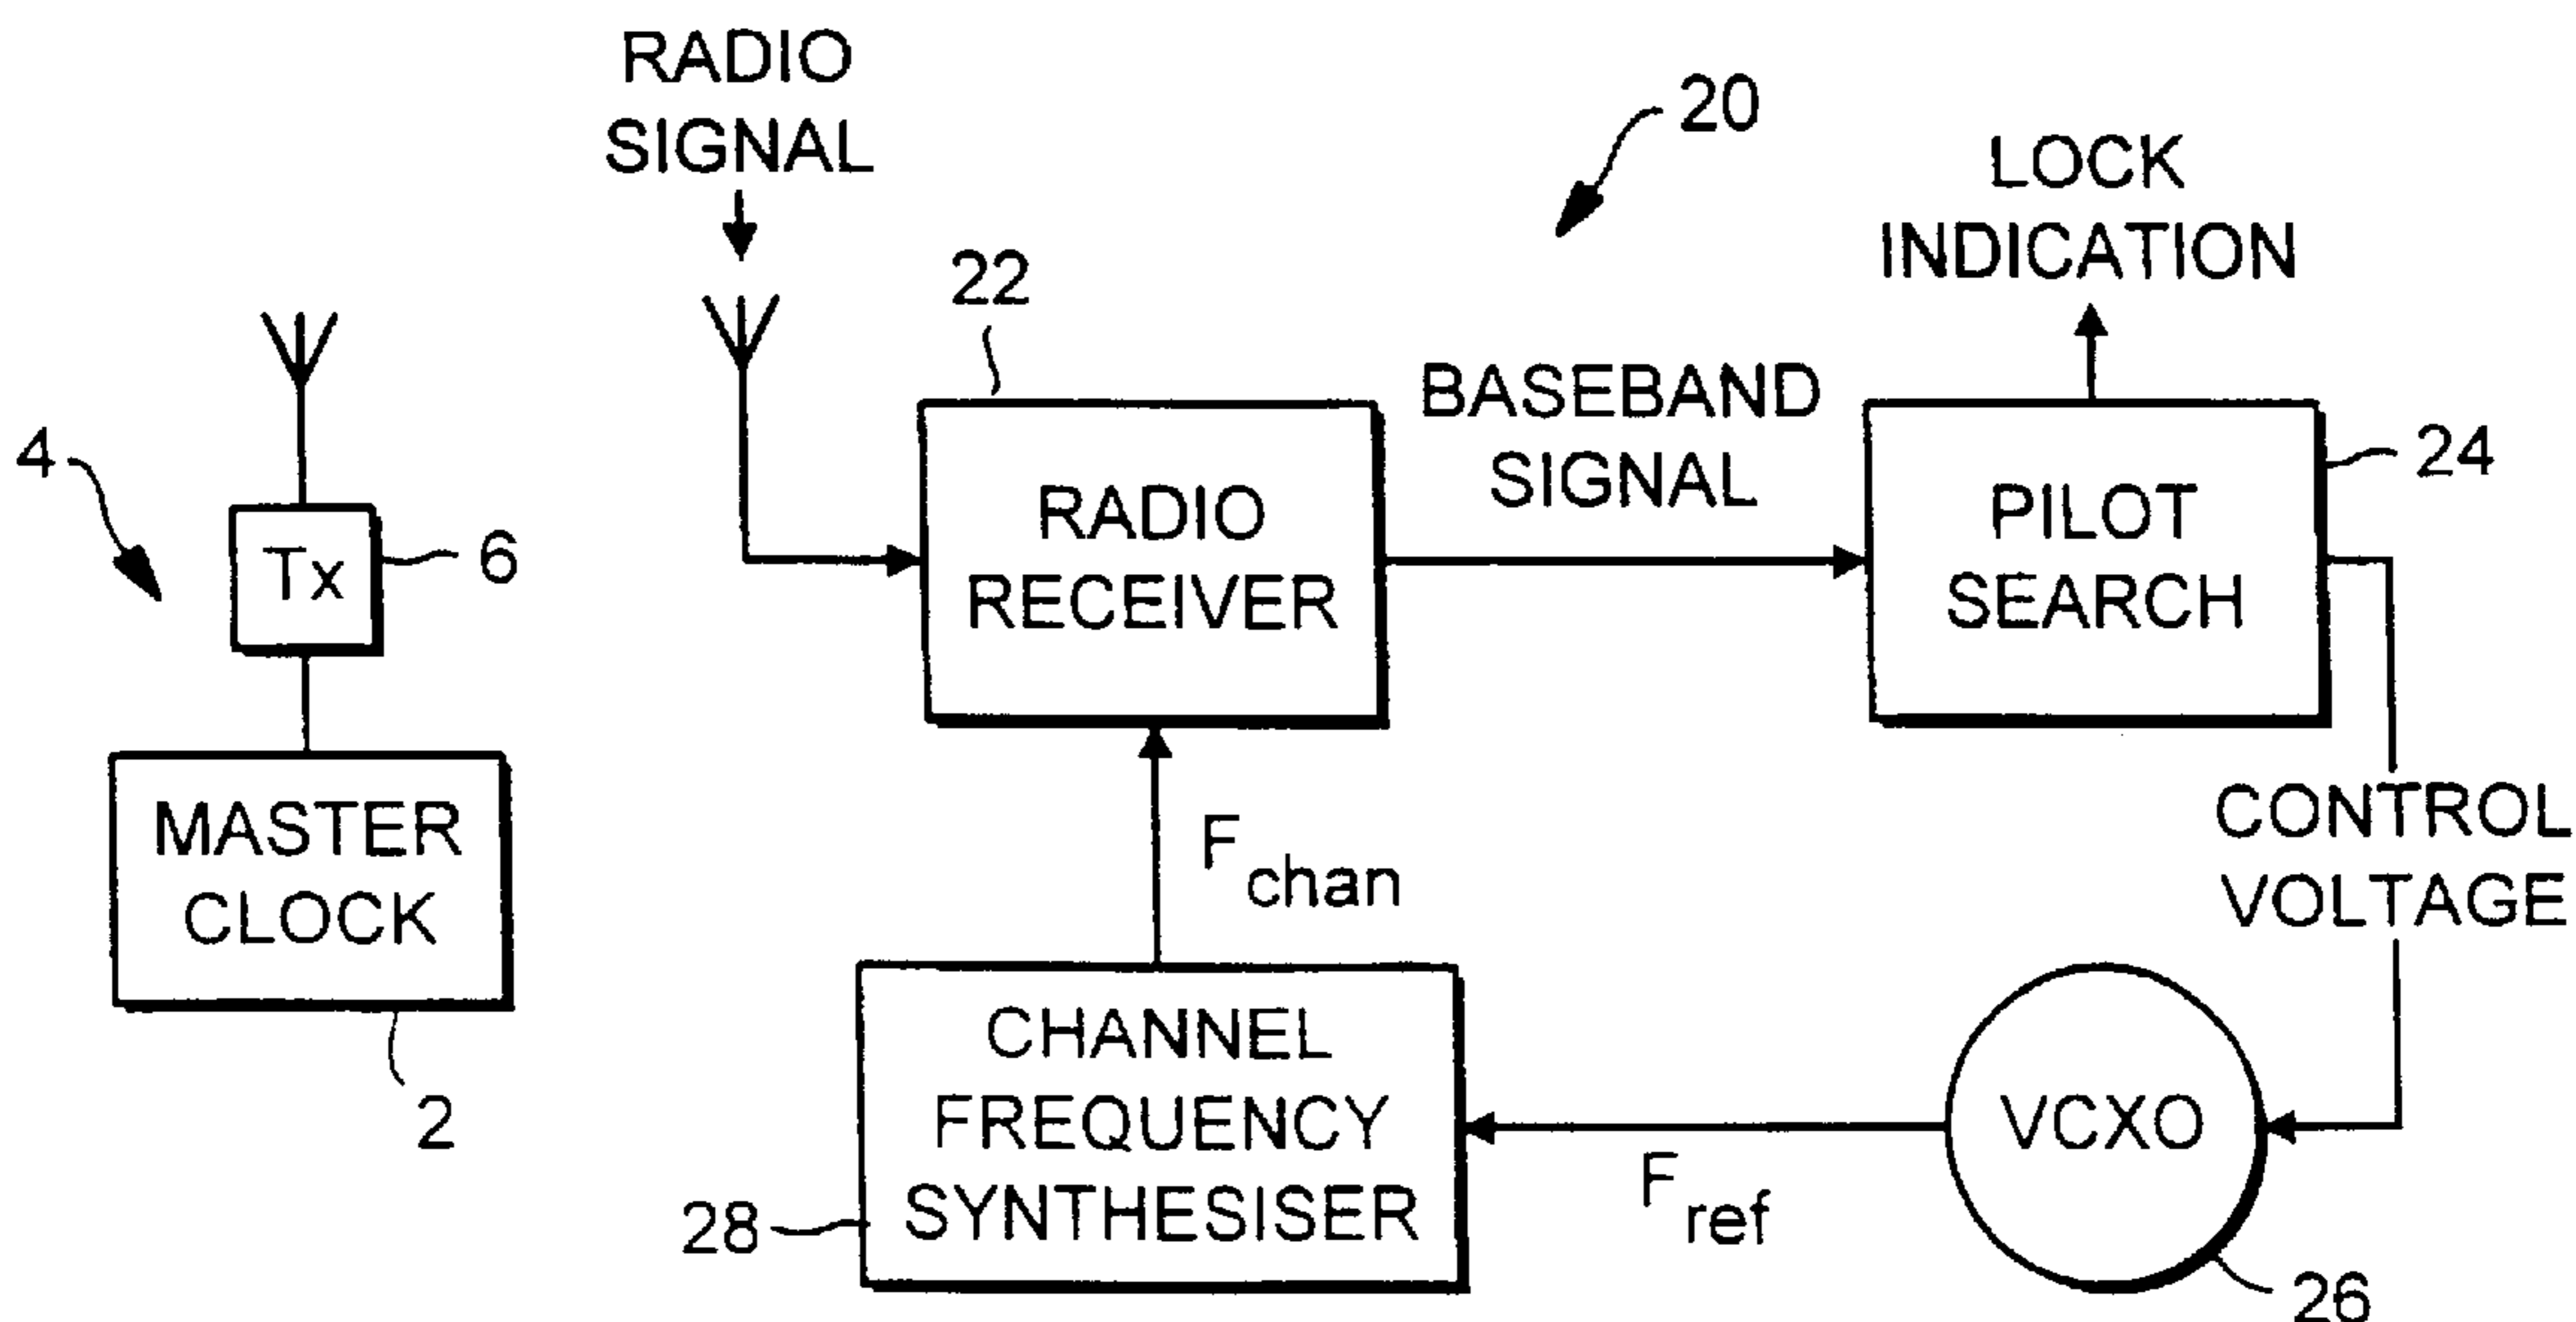 RADIO
SIGNAL
20
LOCK
INDICATION
22
BASEBAND
SIGNAL
4
Tx
6
RADIO
RECEIVER
PILOT
SEARCH
24
MASTER
CLOCK
2
F chan
CONTROL
VOLTAGE
CHANNEL
FREQUENCY
SYNTHESISER
28
F ref
VCXO
26